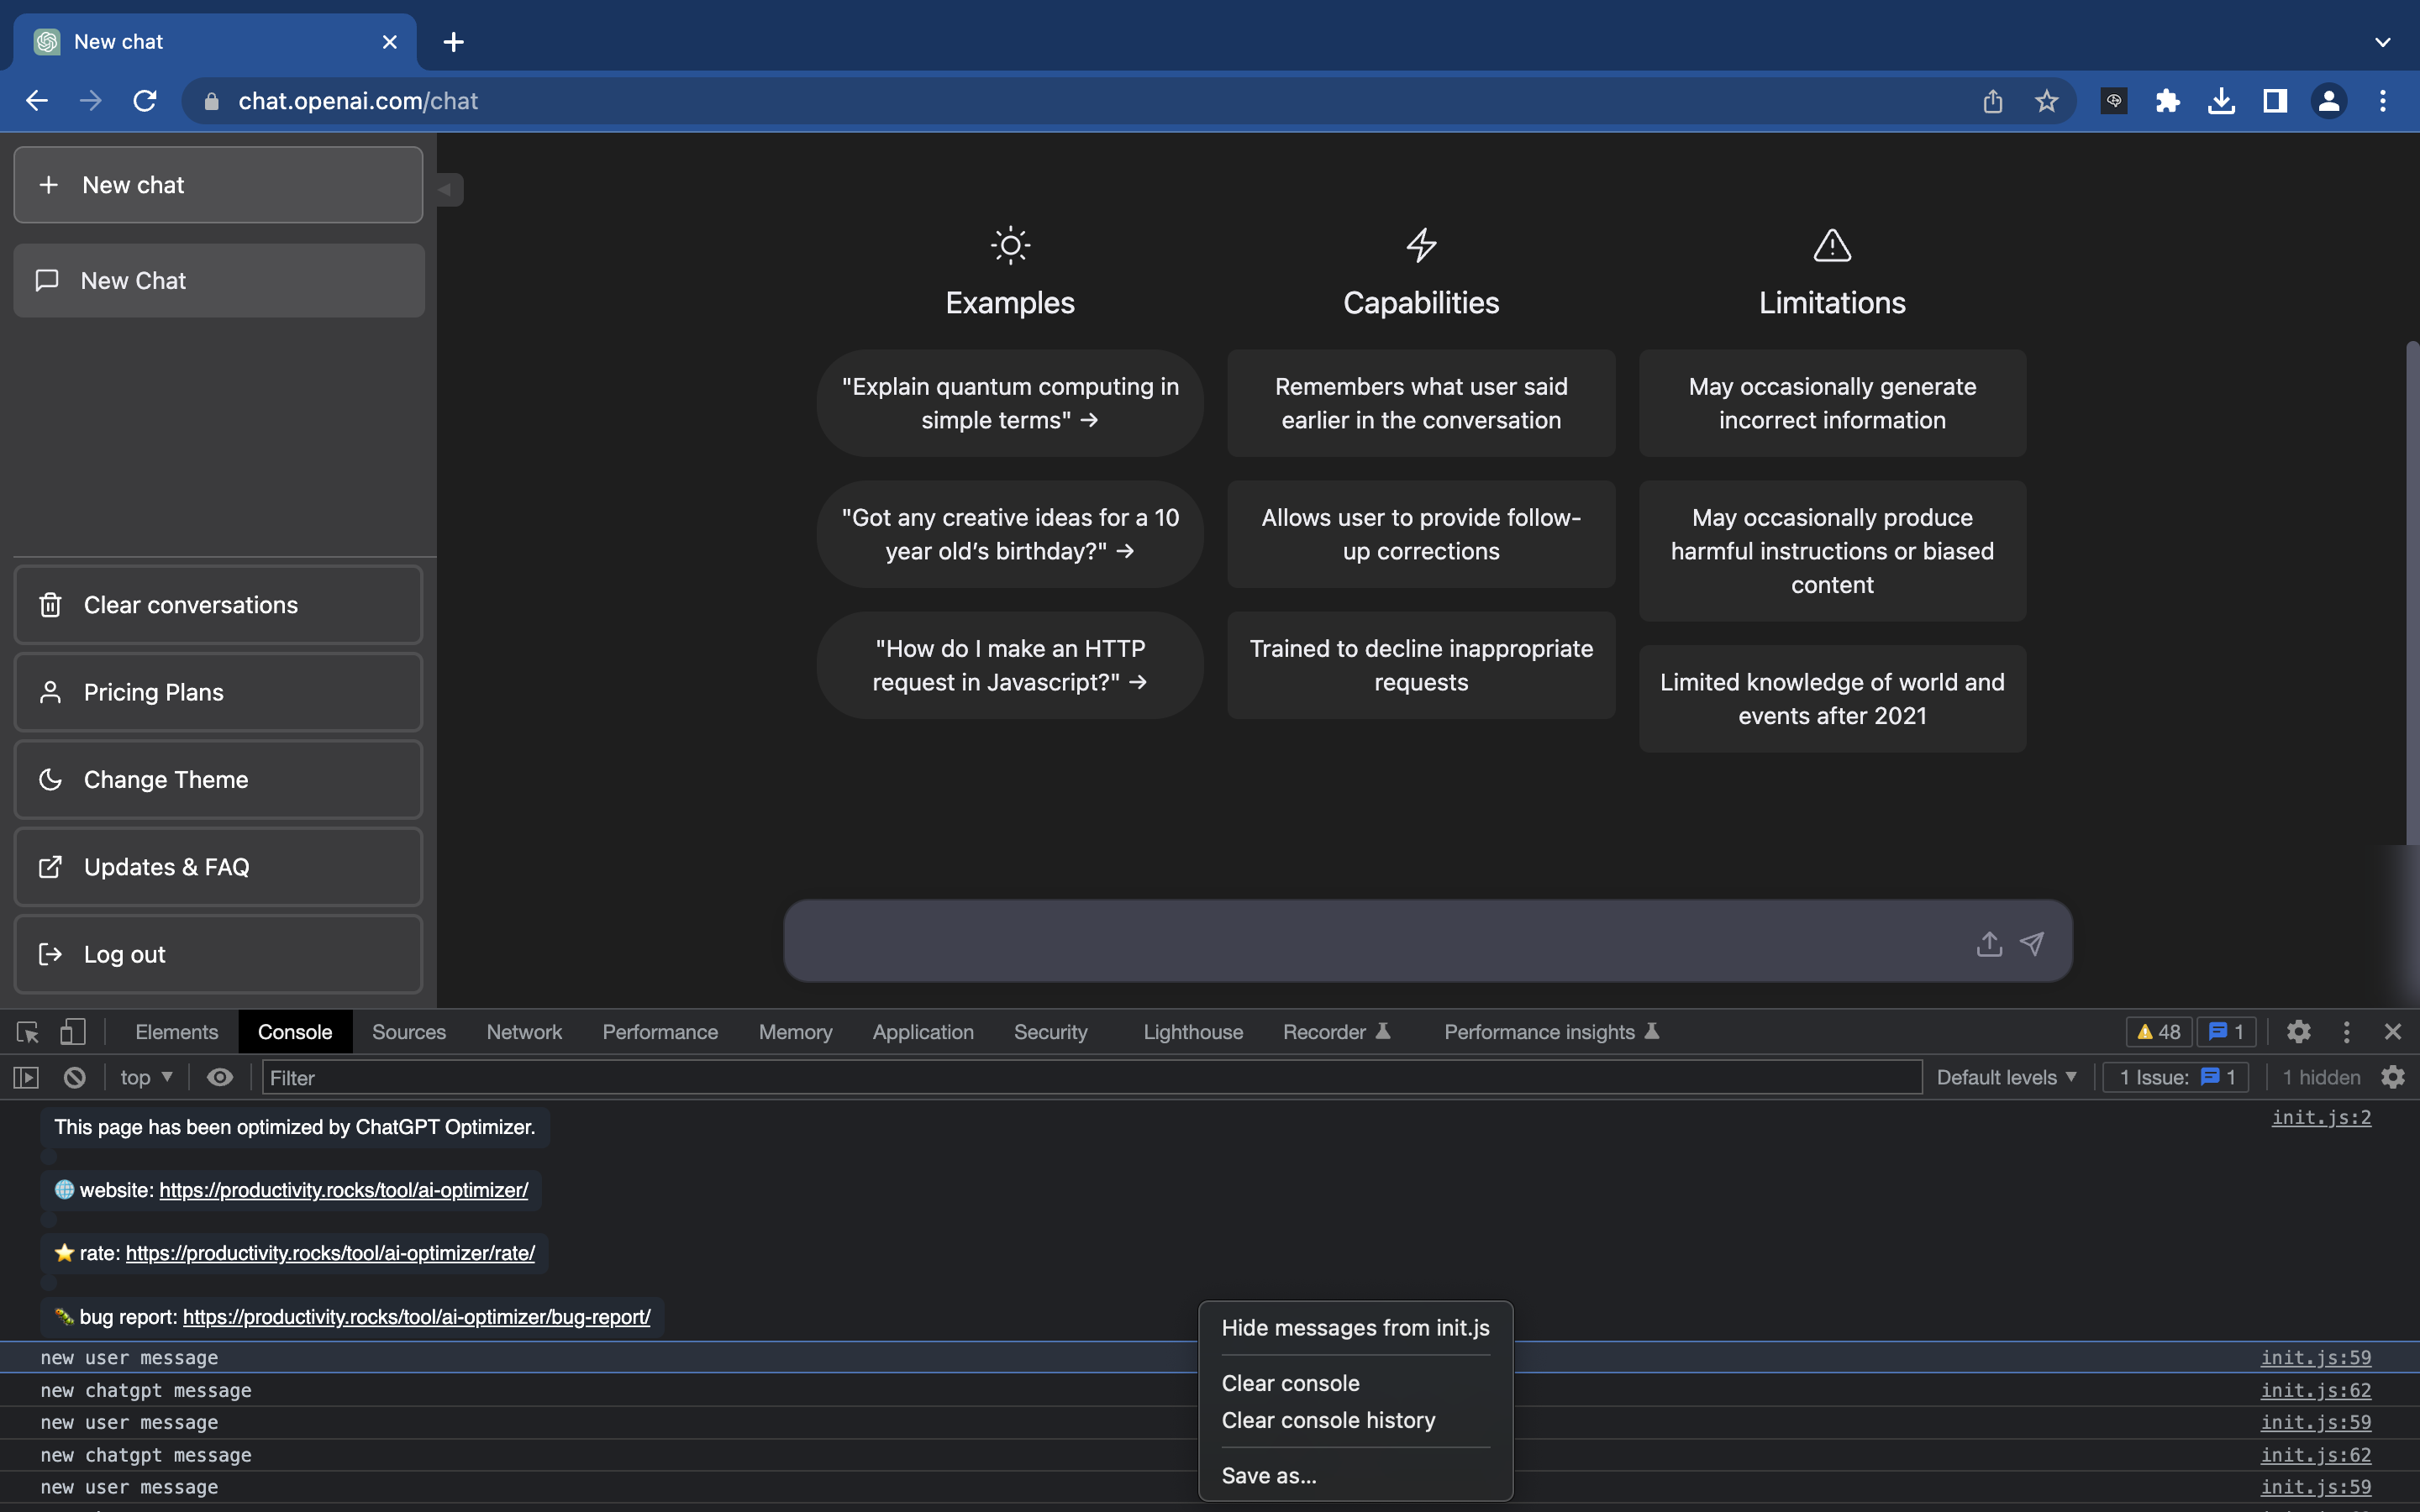 New chat
chat.openai.com/chat
New chat
New Chat
Clear conversations
Pricing Plans
Change Theme
Updates & FAQ
Log out
Examples
"Explain quantum computing in
simple terms" →
"Got any creative ideas for a 10
year old’s birthday?" →
"How do I make an HTTP
request in Javascript?" →
Capabilities
Remembers what user said
earlier in the conversation
Allows user to provide follow-
up corrections
Trained to decline inappropriate
requests
Limitations
May occasionally generate
incorrect information
May occasionally produce
harmful instructions or biased
content
Limited knowledge of world and
events after 2021
Elements Console Sources Network Performance Memory Application Security Lighthouse Recorder Performance insights 48 1
top Filter Default levels 1 Issue: 1 1 hidden
This page has been optimized by ChatGPT Optimizer. init.js:2
website: https://productivity.rocks/tool/ai-optimizer/
rate: https://productivity.rocks/tool/ai-optimizer/rate/
bug report: https://productivity.rocks/tool/ai-optimizer/bug-report/
new user message init.js:59
new chatgpt message init.js:62
new user message init.js:59
new chatgpt message init.js:62
new user message init.js:59
Hide messages from init.js
Clear console
Clear console history
Save as...